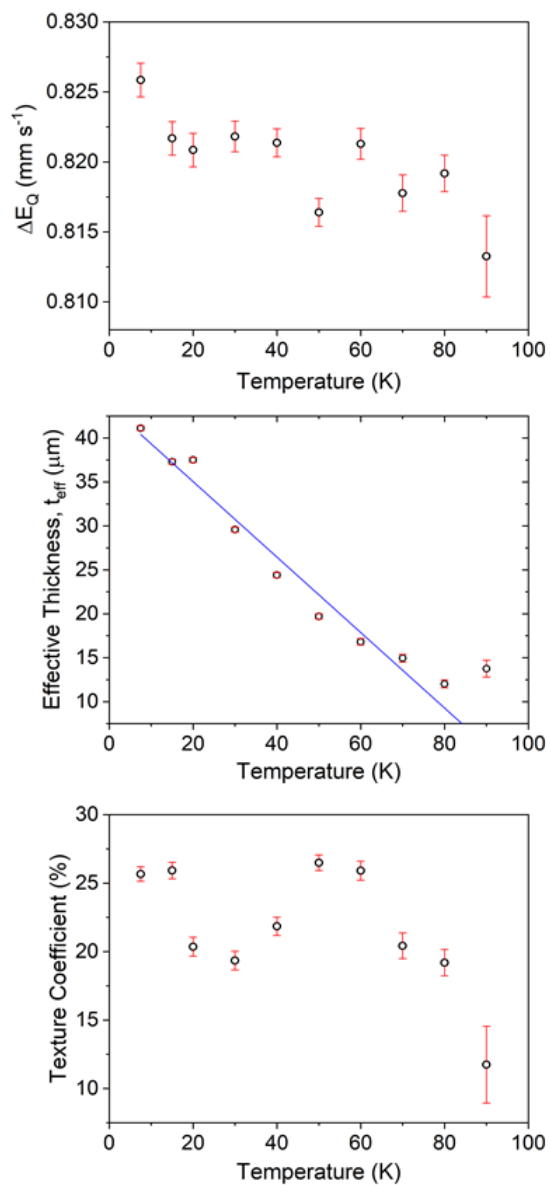 0.830
0.825
0.820
0.815
0.810
ΔE_Q (mm s⁻¹)
0 20 40 60 80 100
Temperature (K)
40
35
30
25
20
15
10
Effective Thickness, t_eff (μm)
0 20 40 60 80 100
Temperature (K)
30
25
20
15
10
Texture Coefficient (%)
0 20 40 60 80 100
Temperature (K)